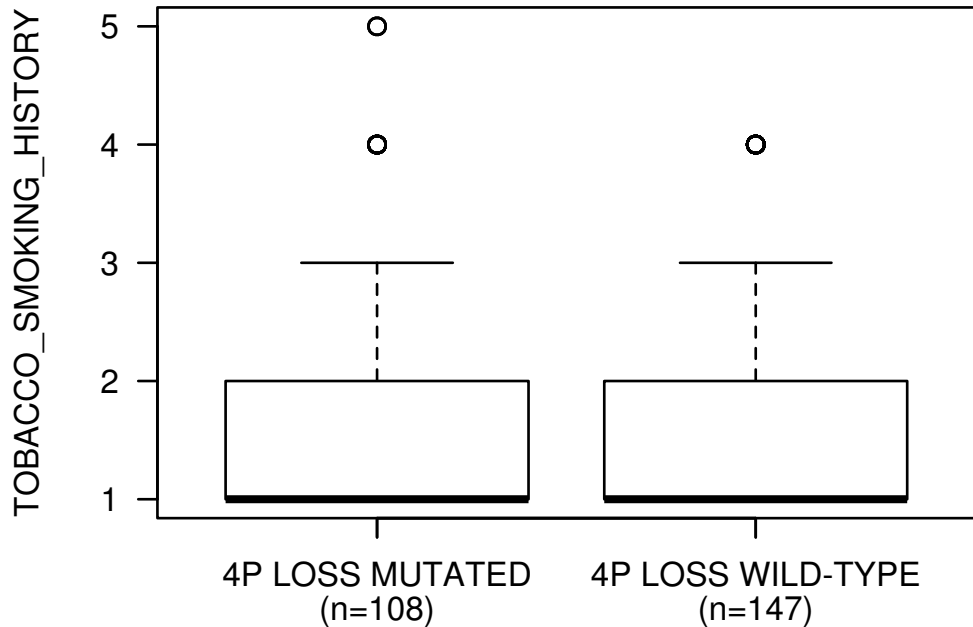 TOBACCO_SMOKING_HISTORY
5
4
3
2
1
4P LOSS MUTATED
(n=108)
4P LOSS WILD-TYPE
(n=147)